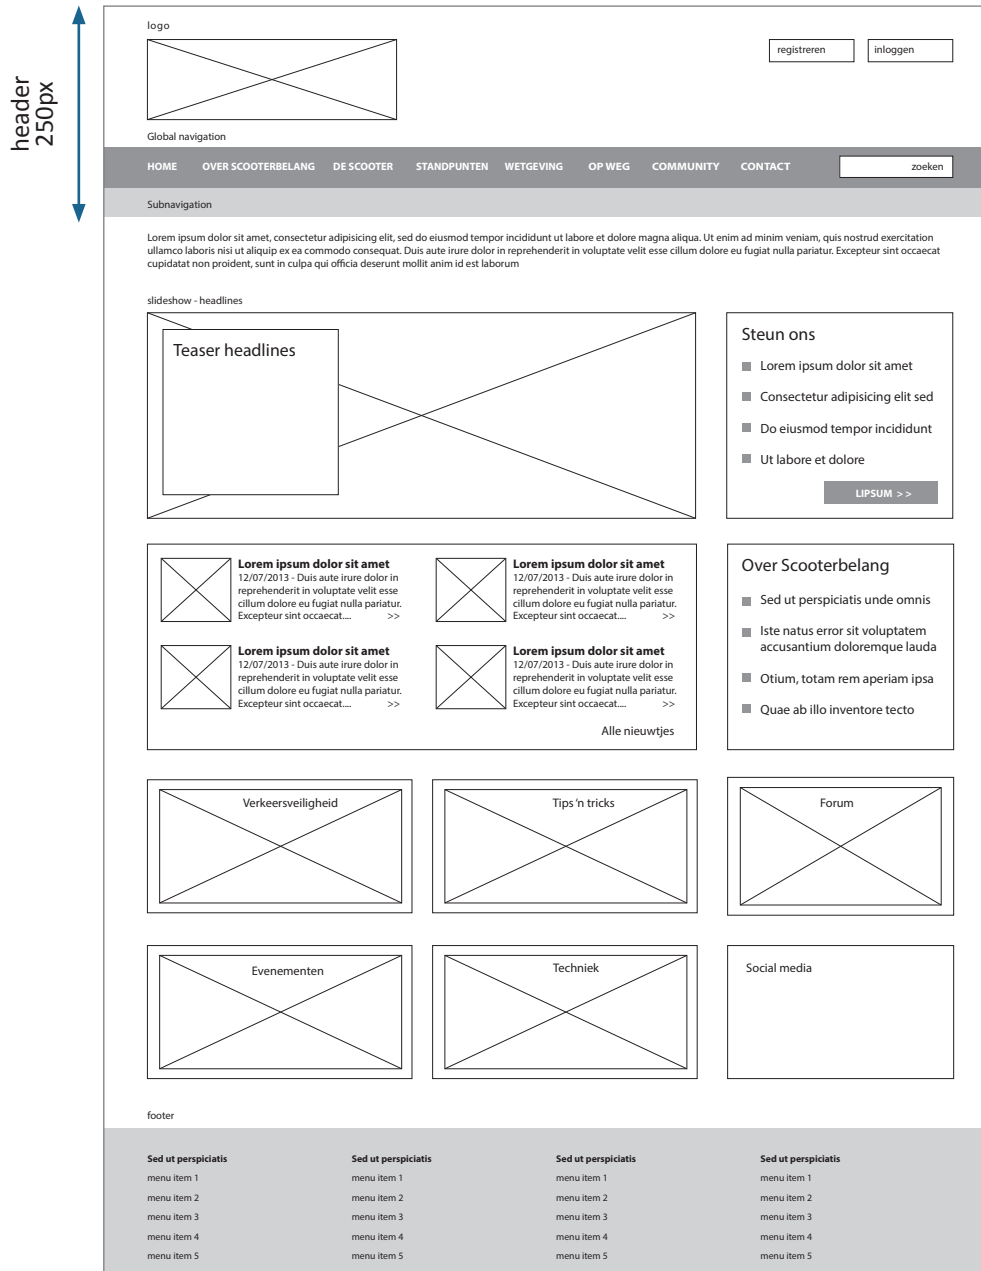 header
250px
logo
registreren
inloggen
Global navigation
HOME OVER SCOOTERBELANG DE SCOOTER STANDPUNTEN WETGEVING OP WEG COMMUNITY CONTACT zoeken
Subnavigation
Lorem ipsum dolor sit amet, consectetur adipisicing elit, sed do eiusmod tempor incididunt ut labore et dolore magna aliqua. Ut enim ad minim veniam, quis nostrud exercitation
ullamco laboris nisi ut aliquip ex ea commodo consequat. Duis aute irure dolor in reprehenderit in voluptate velit esse cillum dolore eu fugiat nulla pariatur. Excepteur sint occaecat
cupidatat non proident, sunt in culpa qui officia deserunt mollit anim id est laborum
slideshow - headlines
Teaser headlines
Steun ons
Lorem ipsum dolor sit amet
Consectetur adipisicing elit sed
Do eiusmod tempor incididunt
Ut labore et dolore
LIPSUM >>
Lorem ipsum dolor sit amet
12/07/2013 - Duis aute irure dolor in
reprehenderit in voluptate velit esse
cillum dolore eu fugiat nulla pariatur.
Excepteur sint occaecat.... >>
Lorem ipsum dolor sit amet
12/07/2013 - Duis aute irure dolor in
reprehenderit in voluptate velit esse
cillum dolore eu fugiat nulla pariatur.
Excepteur sint occaecat.... >>
Lorem ipsum dolor sit amet
12/07/2013 - Duis aute irure dolor in
reprehenderit in voluptate velit esse
cillum dolore eu fugiat nulla pariatur.
Excepteur sint occaecat.... >>
Lorem ipsum dolor sit amet
12/07/2013 - Duis aute irure dolor in
reprehenderit in voluptate velit esse
cillum dolore eu fugiat nulla pariatur.
Excepteur sint occaecat.... >>
Alle nieuwtjes
Over Scooterbelang
Sed ut perspiciatis unde omnis
Iste natus error sit voluptatem
accusantium doloremque lauda
Otium, totam rem aperiam ipsa
Quae ab illo inventore tecto
Verkeersveiligheid
Tips 'n tricks
Forum
Evenementen
Techniek
Social media
footer
Sed ut perspiciatis
menu item 1
menu item 2
menu item 3
menu item 4
menu item 5
Sed ut perspiciatis
menu item 1
menu item 2
menu item 3
menu item 4
menu item 5
Sed ut perspiciatis
menu item 1
menu item 2
menu item 3
menu item 4
menu item 5
Sed ut perspiciatis
menu item 1
menu item 2
menu item 3
menu item 4
menu item 5